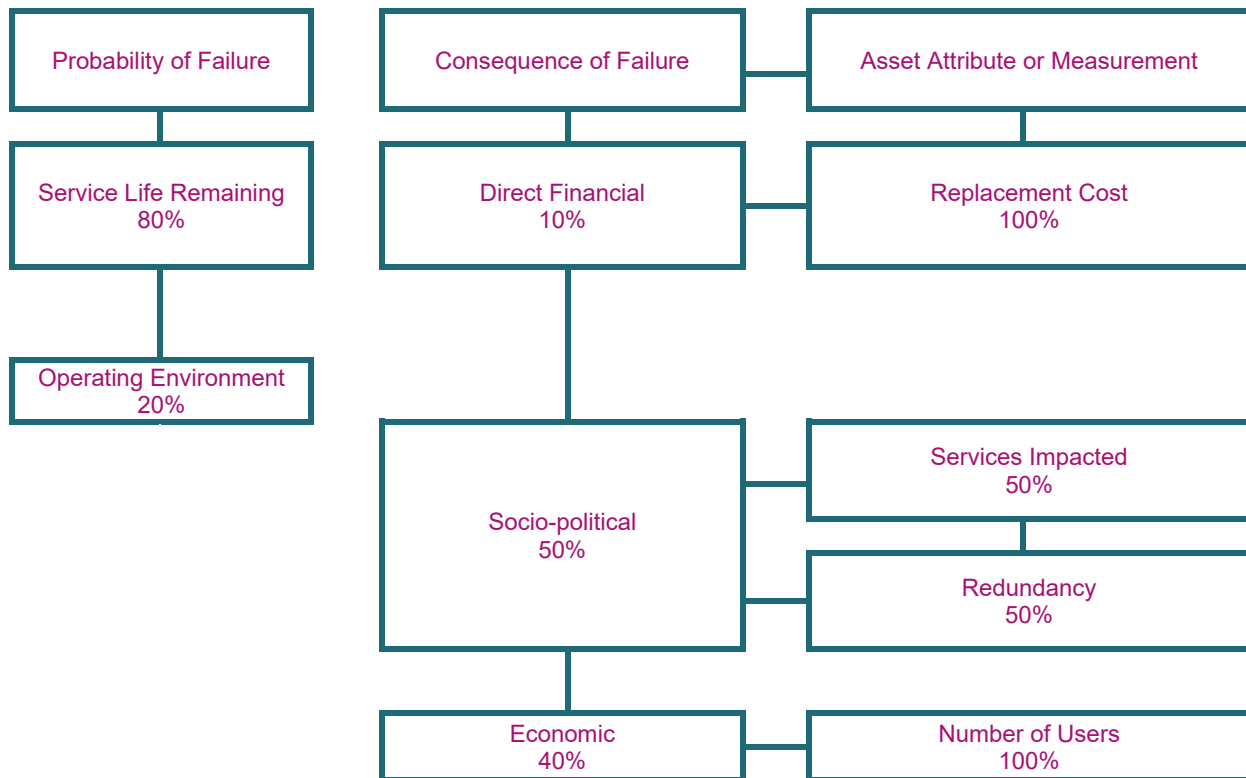 Probability of Failure
Consequence of Failure
Asset Attribute or Measurement
Service Life Remaining
80%
Direct Financial
10%
Replacement Cost
100%
Operating Environment
20%
Socio-political
50%
Services Impacted
50%
Redundancy
50%
Economic
40%
Number of Users
100%